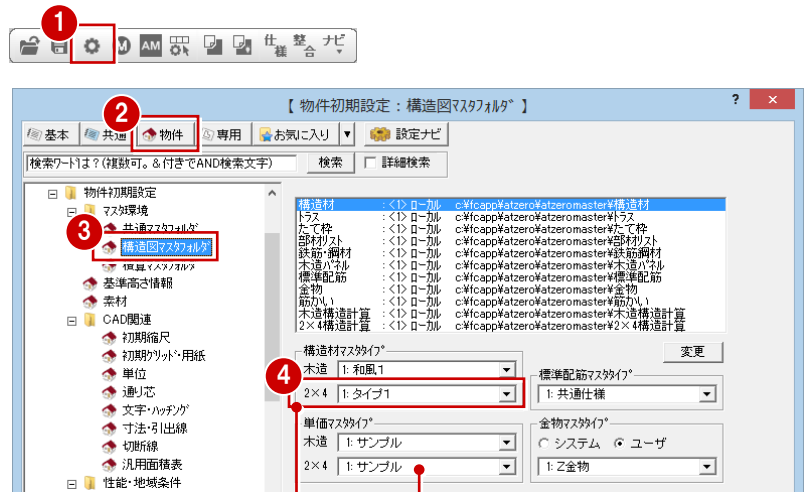 1
M AM 仕様 整合 ナビ
【 物件初期設定：構造図ﾏｽﾀﾌｫﾙﾀﾞ 】 ? ×
2
基本 共通 物件 専用 お気に入り ▼ 設定ナビ
検索ﾜｰﾄﾞは？(複数可。＆付きでAND検索文字) 検索 詳細検索
物件初期設定
ﾏｽﾀ環境
共通ﾏｽﾀﾌｫﾙﾀﾞ
3
構造図ﾏｽﾀﾌｫﾙﾀﾞ
積算ﾏｽﾀﾌｫﾙﾀﾞ
基準高さ情報
素材
CAD関連
初期縮尺
初期ｸﾞﾘｯﾄﾞ・用紙
単位
通り芯
文字・ﾊｯﾁﾝｸﾞ
寸法・引出線
切断線
汎用面積表
性能・地域条件
構造材 : <1> ﾛｰｶﾙ c:¥fcapp¥atzero¥atzeromaster¥構造材
ﾄﾗｽ : <1> ﾛｰｶﾙ c:¥fcapp¥atzero¥atzeromaster¥ﾄﾗｽ
たて枠 : <1> ﾛｰｶﾙ c:¥fcapp¥atzero¥atzeromaster¥たて枠
部材ﾘｽﾄ : <1> ﾛｰｶﾙ c:¥fcapp¥atzero¥atzeromaster¥部材ﾘｽﾄ
鉄筋・鋼材 : <1> ﾛｰｶﾙ c:¥fcapp¥atzero¥atzeromaster¥鉄筋・鋼材
木造ﾊﾟﾈﾙ : <1> ﾛｰｶﾙ c:¥fcapp¥atzero¥atzeromaster¥木造ﾊﾟﾈﾙ
標準配筋 : <1> ﾛｰｶﾙ c:¥fcapp¥atzero¥atzeromaster¥標準配筋
金物 : <1> ﾛｰｶﾙ c:¥fcapp¥atzero¥atzeromaster¥金物
筋かい : <1> ﾛｰｶﾙ c:¥fcapp¥atzero¥atzeromaster¥筋かい
木造構造計算 : <1> ﾛｰｶﾙ c:¥fcapp¥atzero¥atzeromaster¥木造構造計算
2×4構造計算 : <1> ﾛｰｶﾙ c:¥fcapp¥atzero¥atzeromaster¥2×4構造計算
変更
構造材ﾏｽﾀﾀｲﾌﾟ
木造 1: 和風1
4
2×4 1: タイプ1
標準配筋ﾏｽﾀﾀｲﾌﾟ
1: 共通仕様
単価ﾏｽﾀﾀｲﾌﾟ
木造 1: サンプル
2×4 1: サンプル
金物ﾏｽﾀﾀｲﾌﾟ
システム ユーザ
1: Z金物